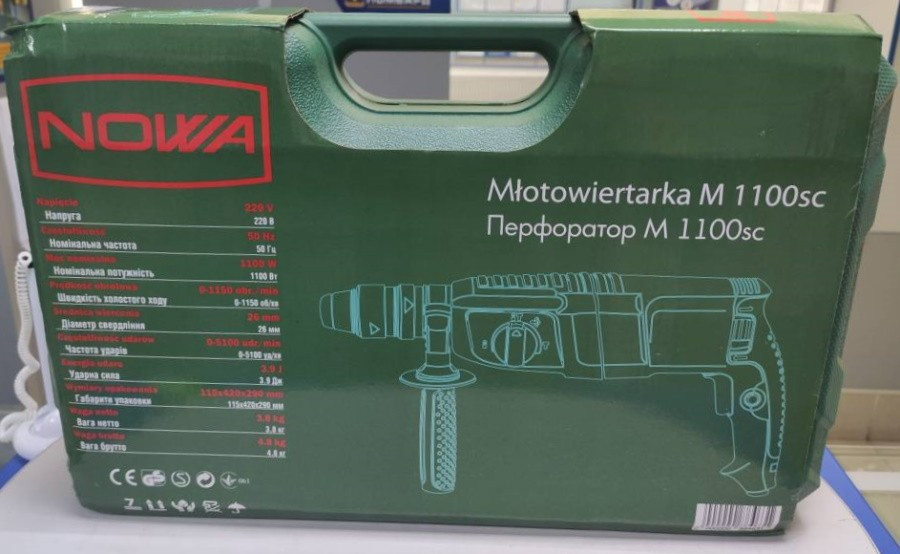 NOWA
Młotowiertarka M 1100sc
Перфоратор М 1100sc
Napięcie 220 V
Напруга 220 В
Częstotliwość 50 Hz
Номінальна частота 50 Гц
Moc nominalna 1100 W
Номінальна потужність 1100 Вт
Prędkość obrotowa 0-1150 obr./min
Швидкість холостого ходу 0-1150 об/хв
Średnica wiercenia 26 mm
Діаметр свердління 26 мм
Częstotliwość udarów 0-5100 udr/min
Частота ударів 0-5100 уд/хв
Energia udaru 3.9 J
Ударна сила 3.9 Дж
Wymiary opakowania 115x420x290 mm
Габарити упаковки 115x420x290 мм
Waga netto 3.8 kg
Вага нетто 3.8 кг
Waga brutto 4.8 kg
Вага брутто 4.8 кг
CE